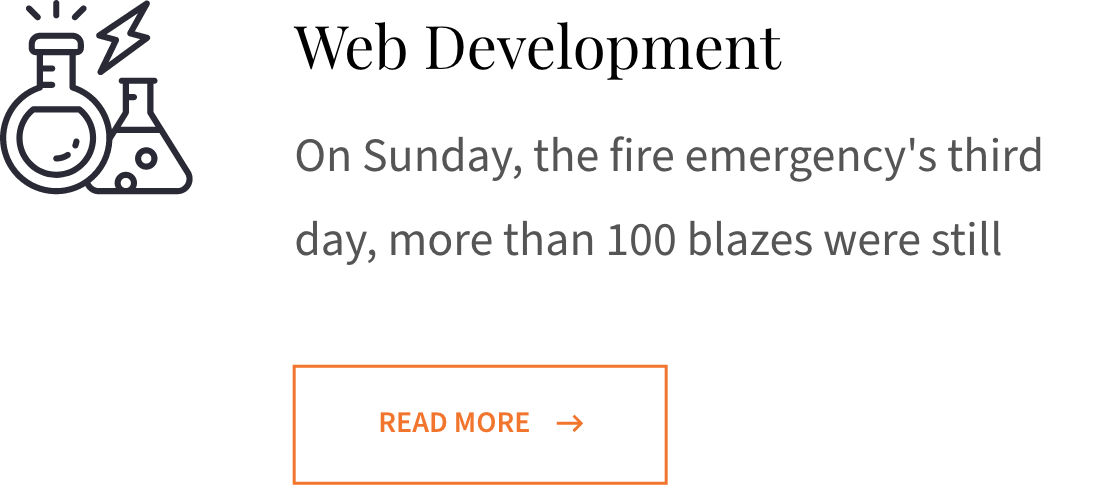 Web Development
On Sunday, the fire emergency's third
day, more than 100 blazes were still
READ MORE →